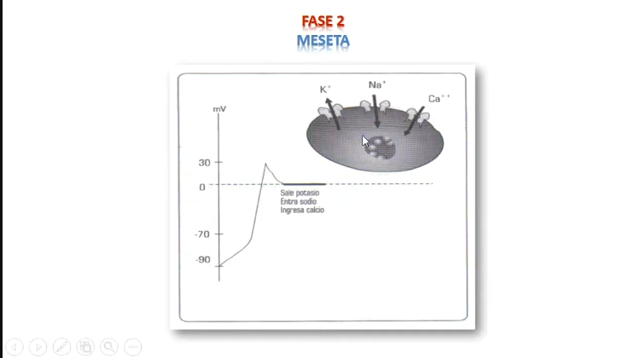 FASE 2
MESETA
K⁺
Na⁺
Ca⁺⁺
mV
30
0
Sale potasio
Entra sodio
Ingresa calcio
-70
-90